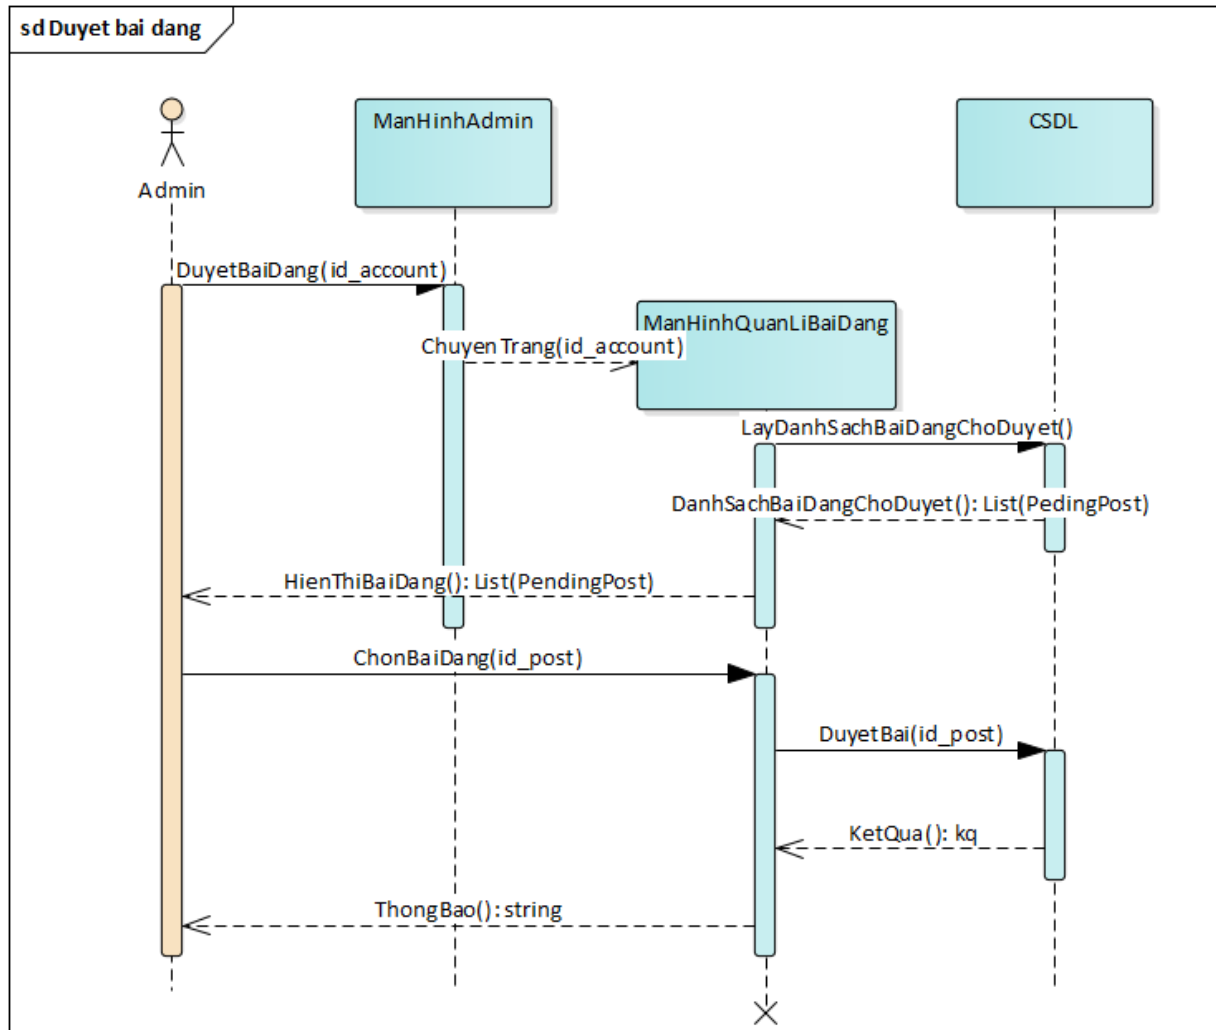 sd Duyet bai dang
ManHinhAdmin
CSDL
Admin
DuyetBaiDang(id_account)
ManHinhQuanLiBaiDang
ChuyenTrang(id_account)
LayDanhSachBaiDangChoDuyet()
DanhSachBaiDangChoDuyet(): List(PedingPost)
HienThiBaiDang(): List(PendingPost)
ChonBaiDang(id_post)
DuyetBai(id_post)
KetQua(): kq
ThongBao(): string